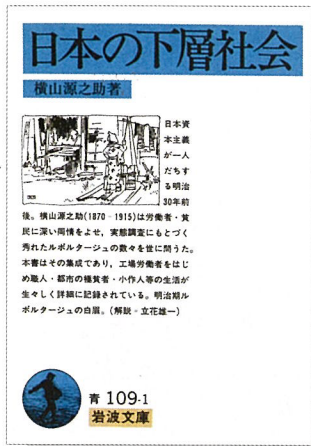 日本の下層社会
横山源之助著
日本資
本主義
が一人
だちす
る明治
30年前
後。横山源之助(1870‐1915)は労働者・貧
民に深い同情をよせ，実態調査にもとづく
秀れたルポルタージュの数々を世に問うた。
本書はその集成であり，工場労働者をはじ
め職人・都市の極貧者・小作人等の生活が
生々しく詳細に記録されている。明治期ル
ポルタージュの白眉。(解説‐立花雄一)
青 109-1
岩波文庫